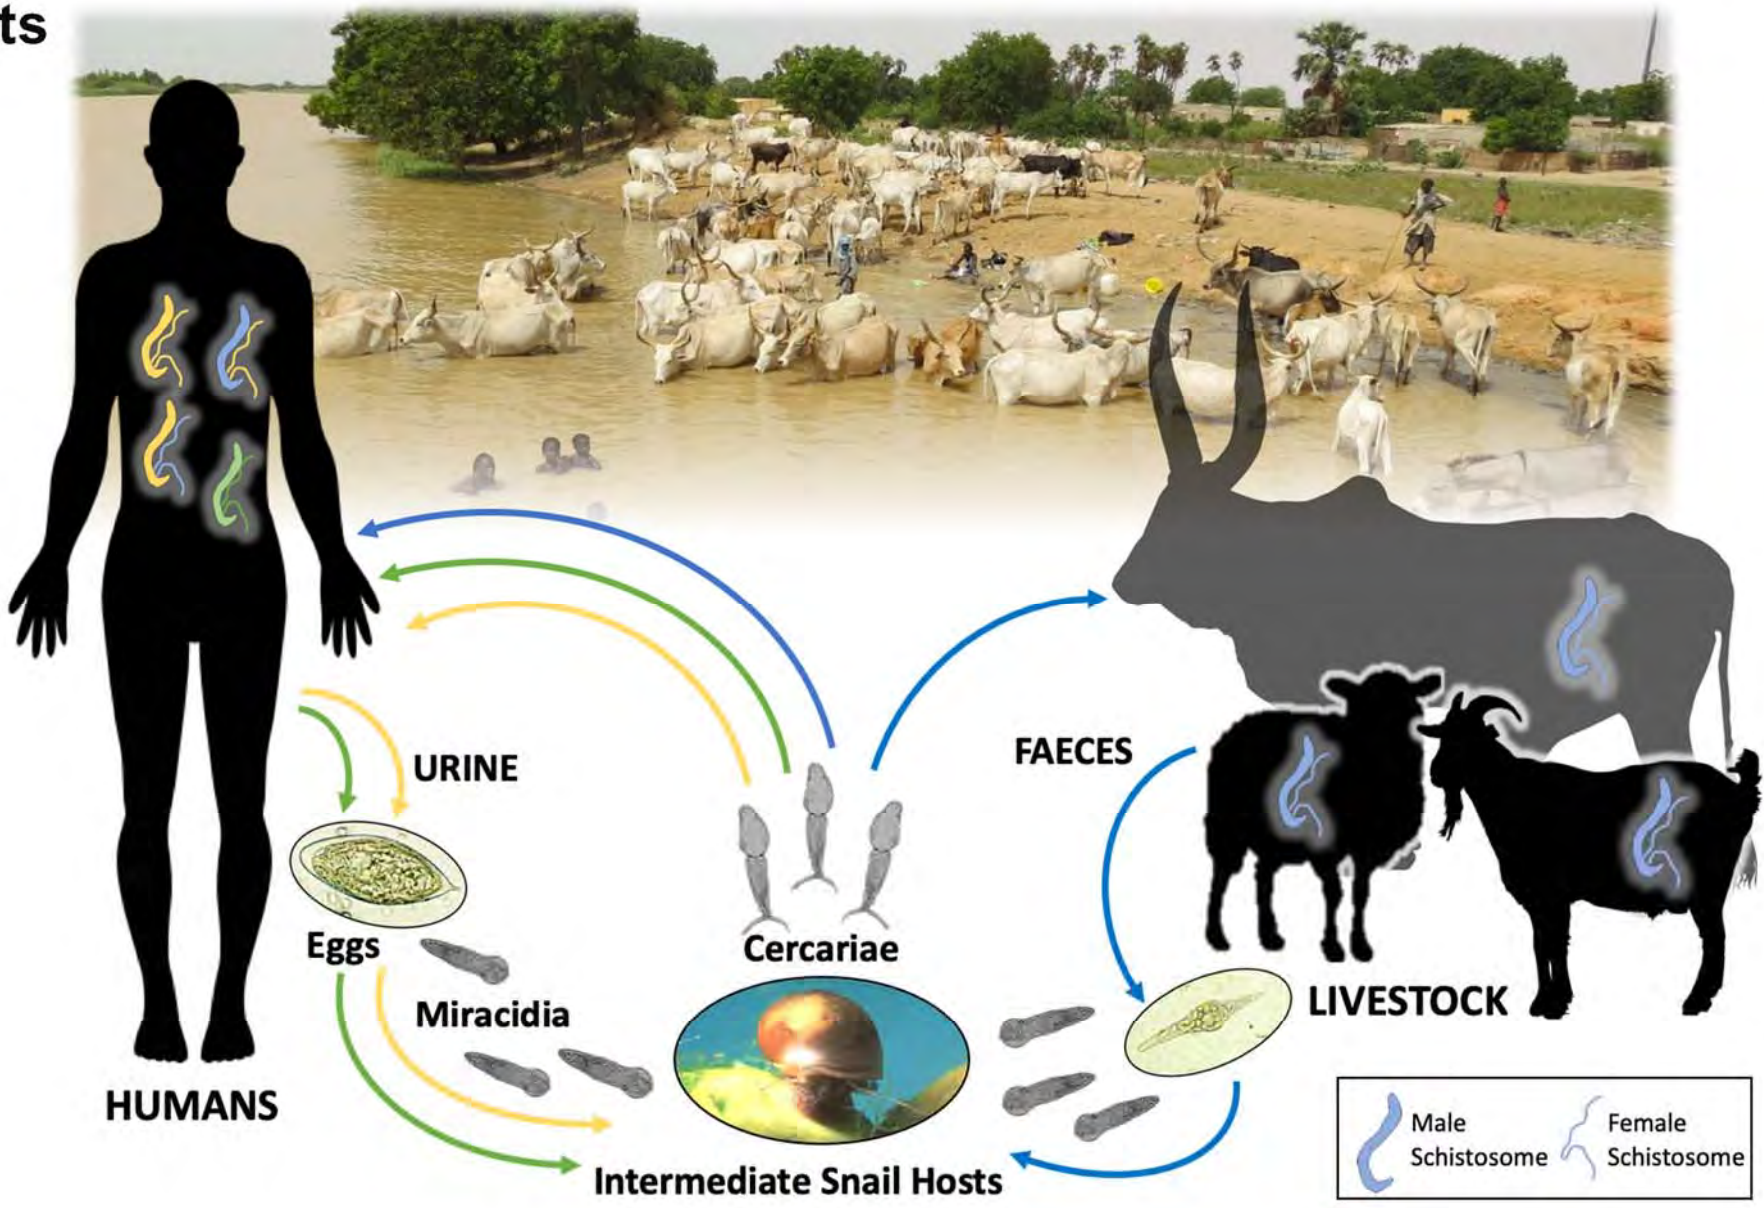 ts
URINE
FAECES
Eggs
Cercariae
Miracidia
LIVESTOCK
HUMANS
Intermediate Snail Hosts
Male
Schistosome
Female
Schistosome